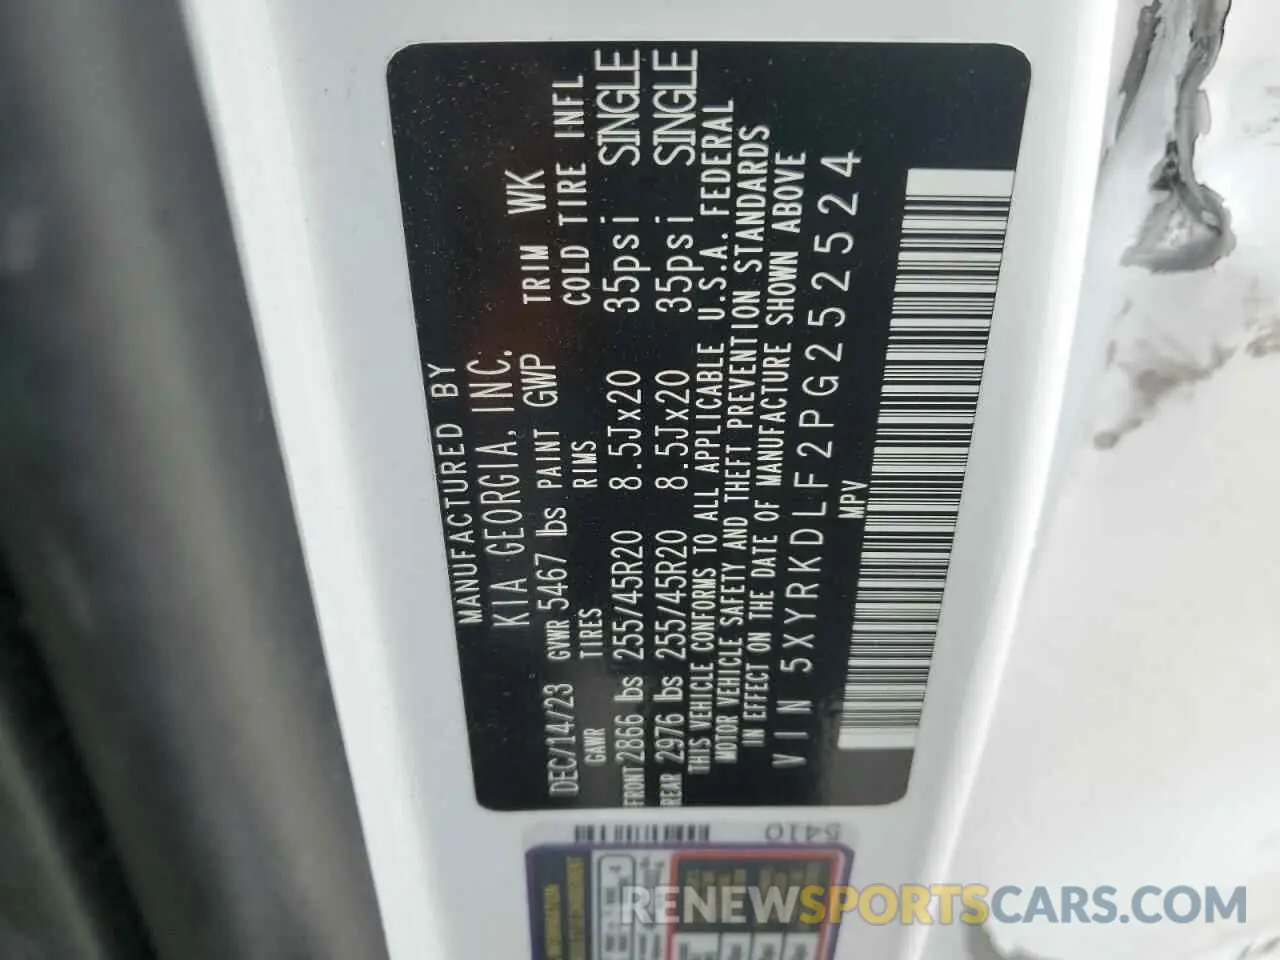 MANUFACTURED BY
KIA GEORGIA, INC.
DEC/14/23 GVWR 5467 lbs PAINT GWP TRIM WK
GAWR TIRES RIMS COLD TIRE INFL
FRONT 2866 lbs 255/45R20 8.5Jx20 35psi SINGLE
REAR 2976 lbs 255/45R20 8.5Jx20 35psi SINGLE
THIS VEHICLE CONFORMS TO ALL APPLICABLE U.S.A. FEDERAL
MOTOR VEHICLE SAFETY AND THEFT PREVENTION STANDARDS
IN EFFECT ON THE DATE OF MANUFACTURE SHOWN ABOVE
VIN 5XYRKDLF2PG252524
MPV
5410
RENEWSPORTSCARS.COM